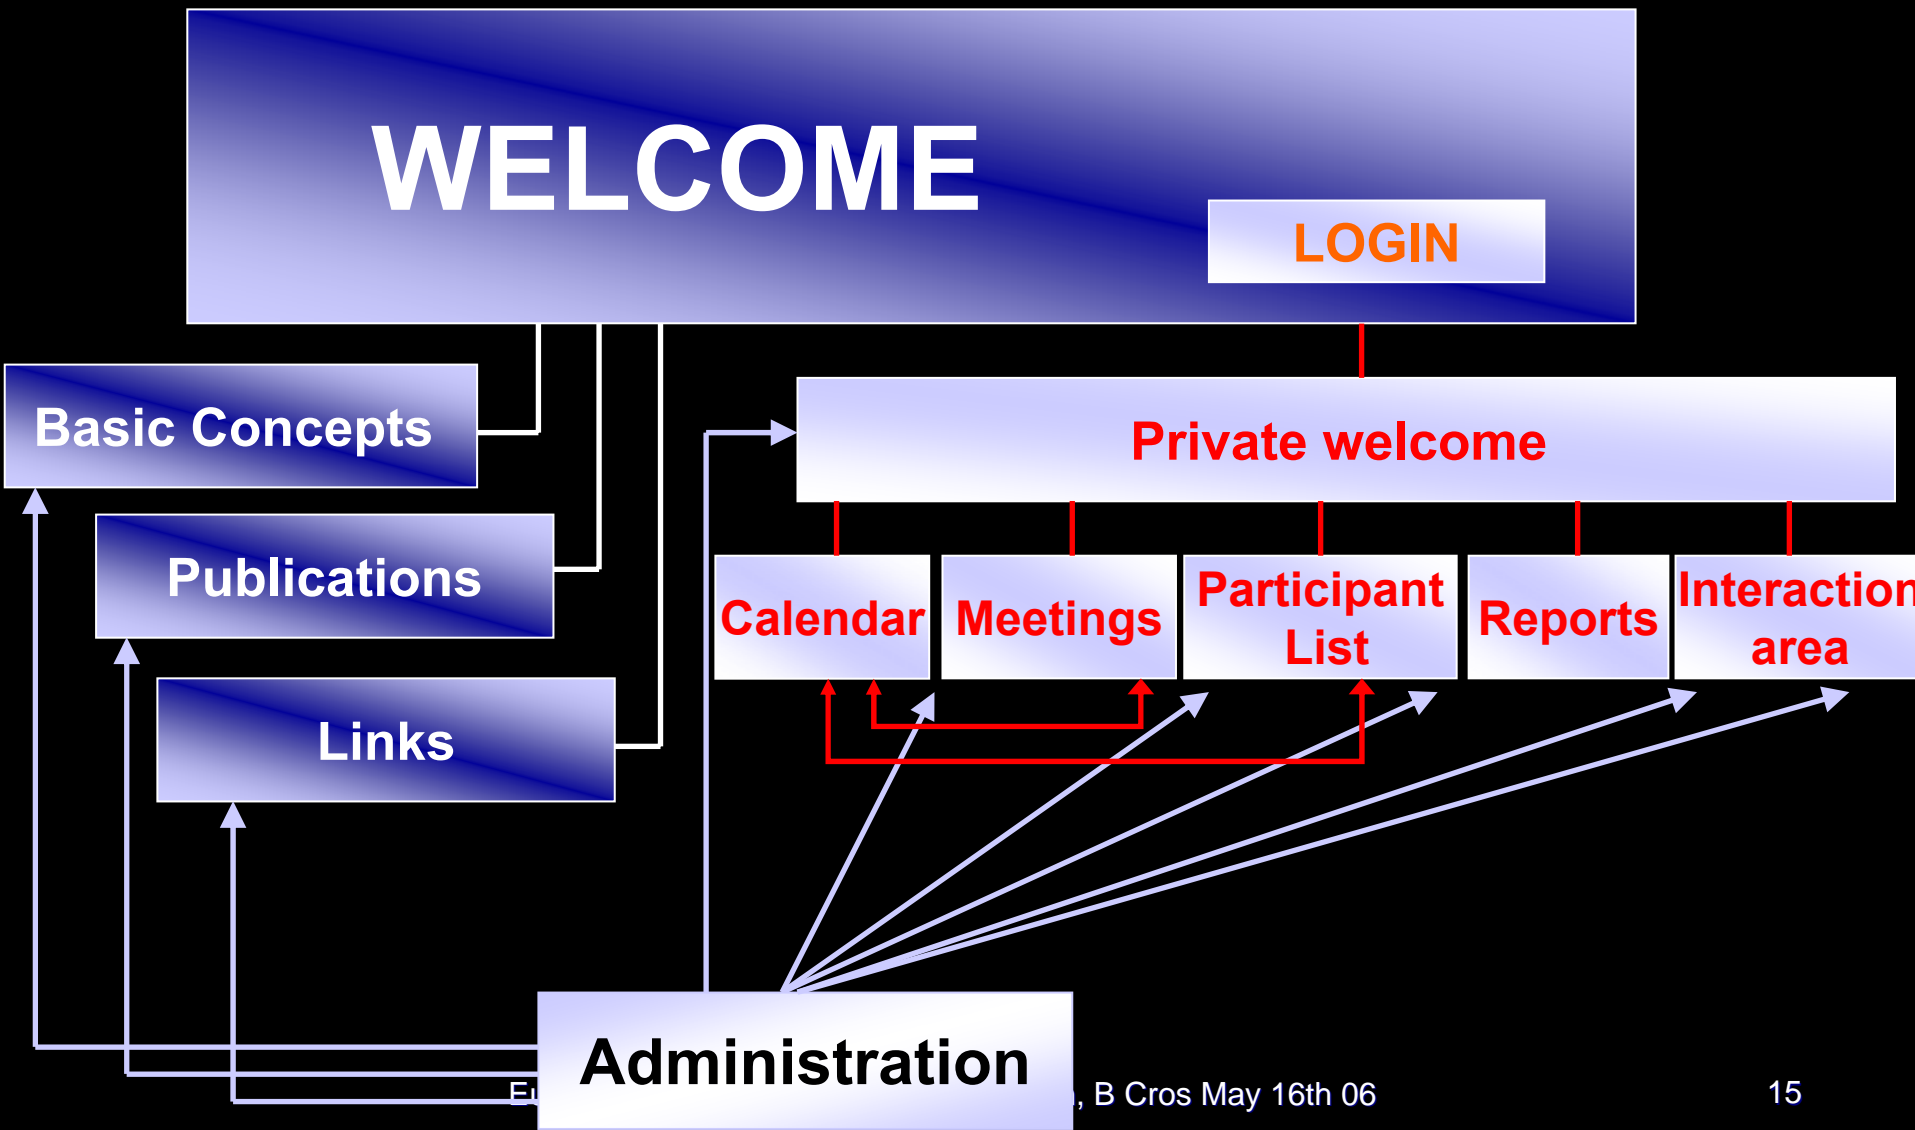 WELCOME
LOGIN
Basic Concepts
Private welcome
Publications
Calendar
Meetings
Participant
List
Reports
Interaction
area
Links
Administration
, B Cros May 16th 06
15